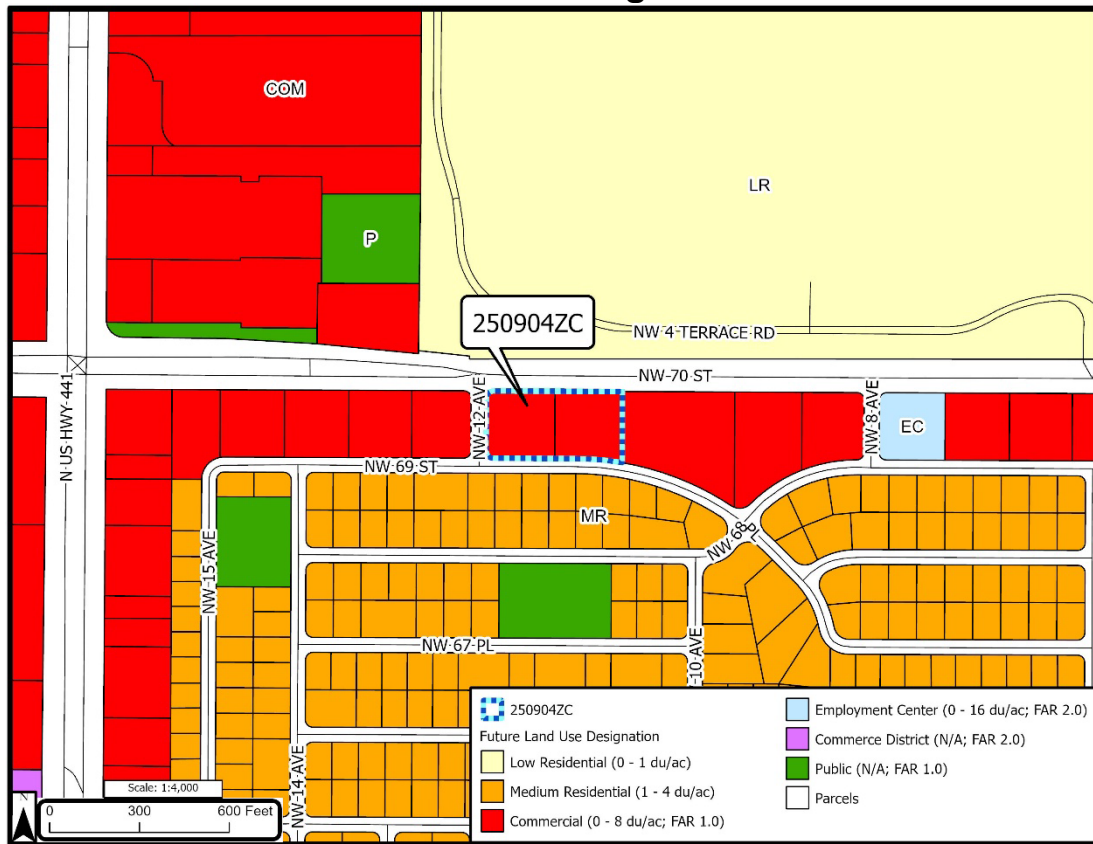 COM
LR
P
250904ZC
NW 4 TERRACE RD
NW 70 ST
N US HWY 441
NW 12 AVE
NW 8 AVE
EC
NW 69 ST
MR
NW 68 PL
NW 15 AVE
NW 67 PL
10 AVE
NW 14 AVE
Scale: 1:4,000
0 300 600 Feet
250904ZC
Future Land Use Designation
Low Residential (0 - 1 du/ac)
Medium Residential (1 - 4 du/ac)
Commercial (0 - 8 du/ac; FAR 1.0)
Employment Center (0 - 16 du/ac; FAR 2.0)
Commerce District (N/A; FAR 2.0)
Public (N/A; FAR 1.0)
Parcels